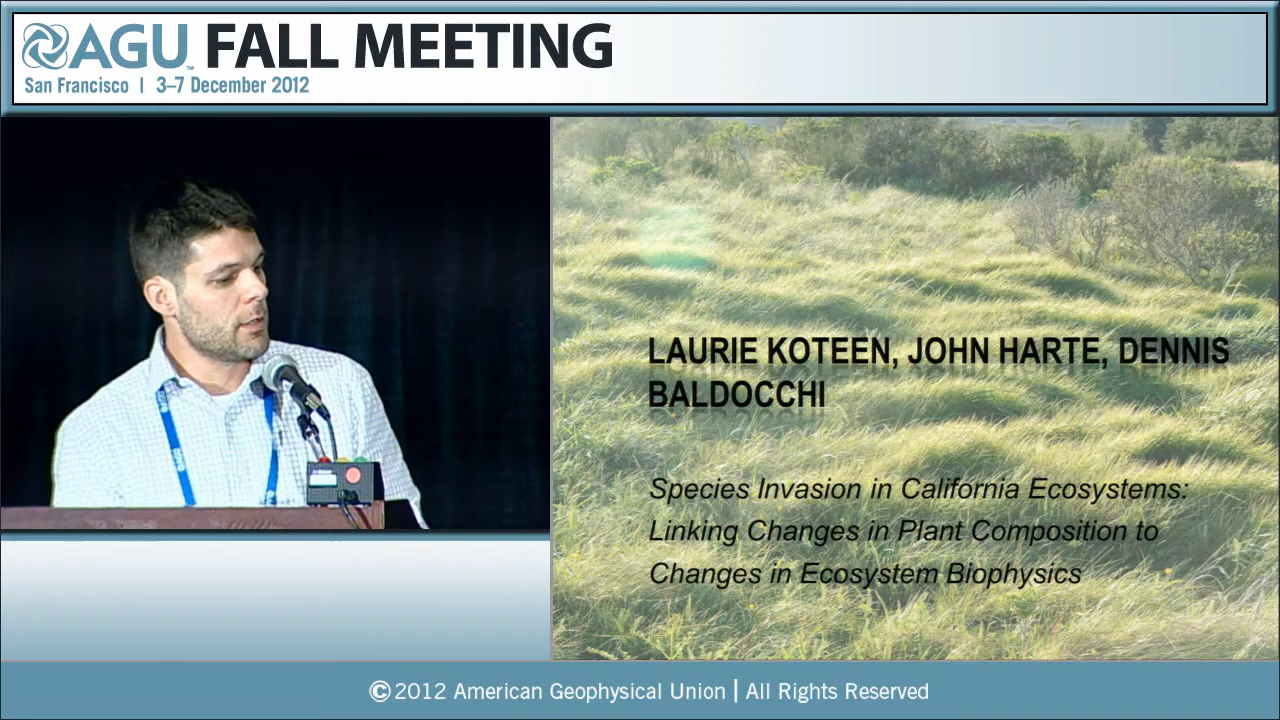 AGU FALL MEETING
San Francisco | 3–7 December 2012
LAURIE KOTEEN, JOHN HARTE, DENNIS
BALDOCCHI
Species Invasion in California Ecosystems:
Linking Changes in Plant Composition to
Changes in Ecosystem Biophysics
©2012 American Geophysical Union | All Rights Reserved